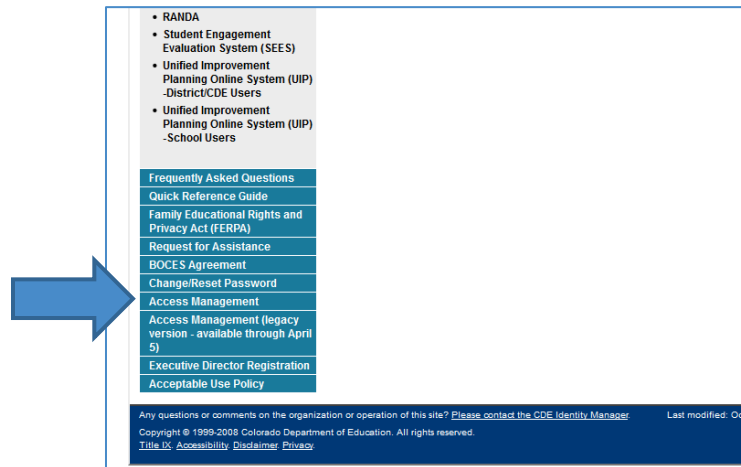 • RANDA
• Student Engagement
Evaluation System (SEES)
• Unified Improvement
Planning Online System (UIP)
-District/CDE Users
• Unified Improvement
Planning Online System (UIP)
-School Users
Frequently Asked Questions
Quick Reference Guide
Family Educational Rights and
Privacy Act (FERPA)
Request for Assistance
BOCES Agreement
Change/Reset Password
Access Management
Access Management (legacy
version - available through April
5)
Executive Director Registration
Acceptable Use Policy
Any questions or comments on the organization or operation of this site? Please contact the CDE Identity Manager. Last modified:
Copyright © 1999-2008 Colorado Department of Education. All rights reserved.
Title IX. Accessibility. Disclaimer. Privacy.